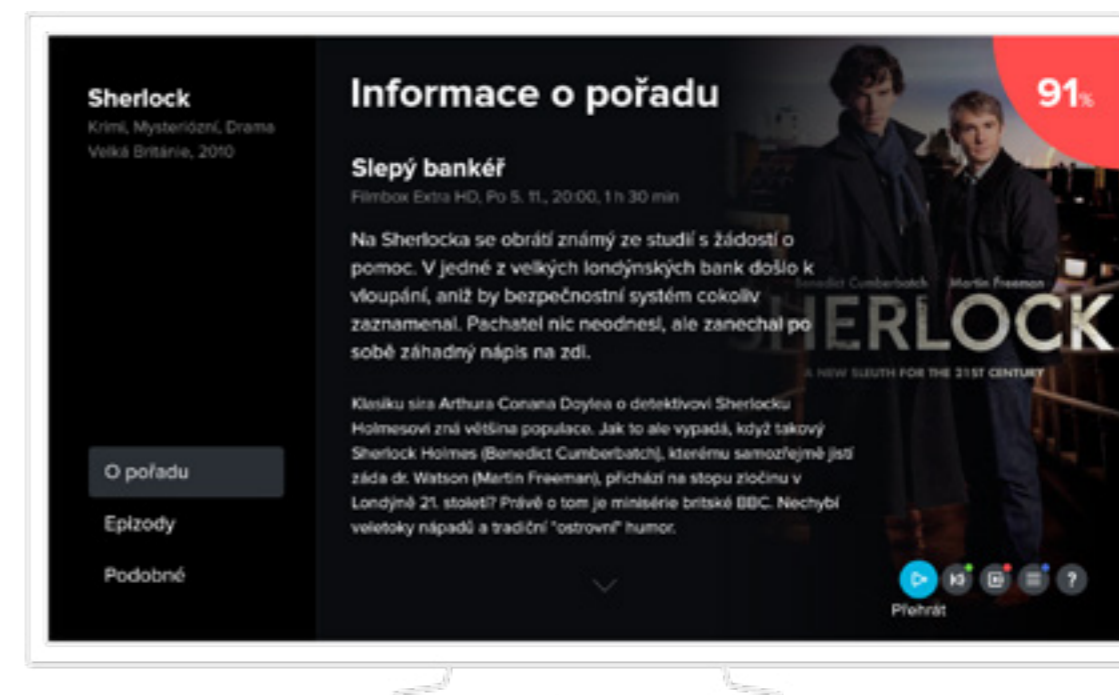 Sherlock
Krimi, Mysteriózní, Drama
Velká Británie, 2010
O pořadu
Epizody
Podobné
Informace o pořadu
Slepý bankéř
Filmbox Extra HD, Po 5. 11., 20:00, 1 h 30 min
Na Sherlocka se obrátí známý ze studií s žádostí o
pomoc. V jedné z velkých londýnských bank došlo k
vloupání, aniž by bezpečnostní systém cokoliv
zaznamenal. Pachatel nic neodnesl, ale zanechal po
sobě záhadný nápis na zdi.
Klasiku sira Arthura Conana Doylea o detektivovi Sherlocku
Holmesovi zná většina populace. Jak to ale vypadá, když takový
Sherlock Holmes (Benedict Cumberbatch), kterému samozřejmě jistí
záda dr. Watson (Martin Freeman), přichází na stopu zločinu v
Londýně 21. století? Právě o tom je minisérie britské BBC. Nechybí
veletoky nápadů a tradiční "ostrovní" humor.
91%
Benedict Cumberbatch Martin Freeman
SHERLOCK
A NEW SLEUTH FOR THE 21ST CENTURY
?
Přehrát